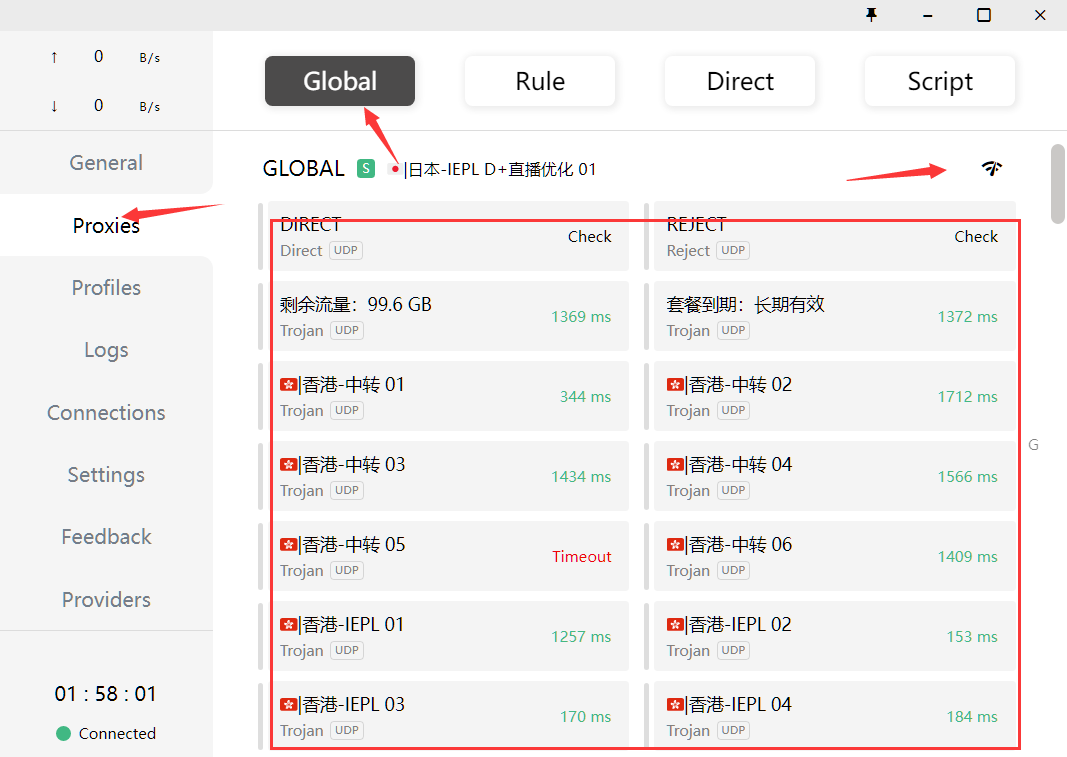 ↑ 0 B/s
↓ 0 B/s
General
Proxies
Profiles
Logs
Connections
Settings
Feedback
Providers
01 : 58 : 01
Connected
Global Rule Direct Script
GLOBAL S |日本-IEPL D+直播优化 01
DIRECT
Direct UDP
Check
REJECT
Reject UDP
Check
剩余流量：99.6 GB
Trojan UDP
1369 ms
套餐到期：长期有效
Trojan UDP
1372 ms
🇭🇰|香港-中转 01
Trojan UDP
344 ms
🇭🇰|香港-中转 02
Trojan UDP
1712 ms
🇭🇰|香港-中转 03
Trojan UDP
1434 ms
🇭🇰|香港-中转 04
Trojan UDP
1566 ms
🇭🇰|香港-中转 05
Trojan UDP
Timeout
🇭🇰|香港-中转 06
Trojan UDP
1409 ms
🇭🇰|香港-IEPL 01
Trojan UDP
1257 ms
🇭🇰|香港-IEPL 02
Trojan UDP
153 ms
🇭🇰|香港-IEPL 03
Trojan UDP
170 ms
🇭🇰|香港-IEPL 04
Trojan UDP
184 ms
G